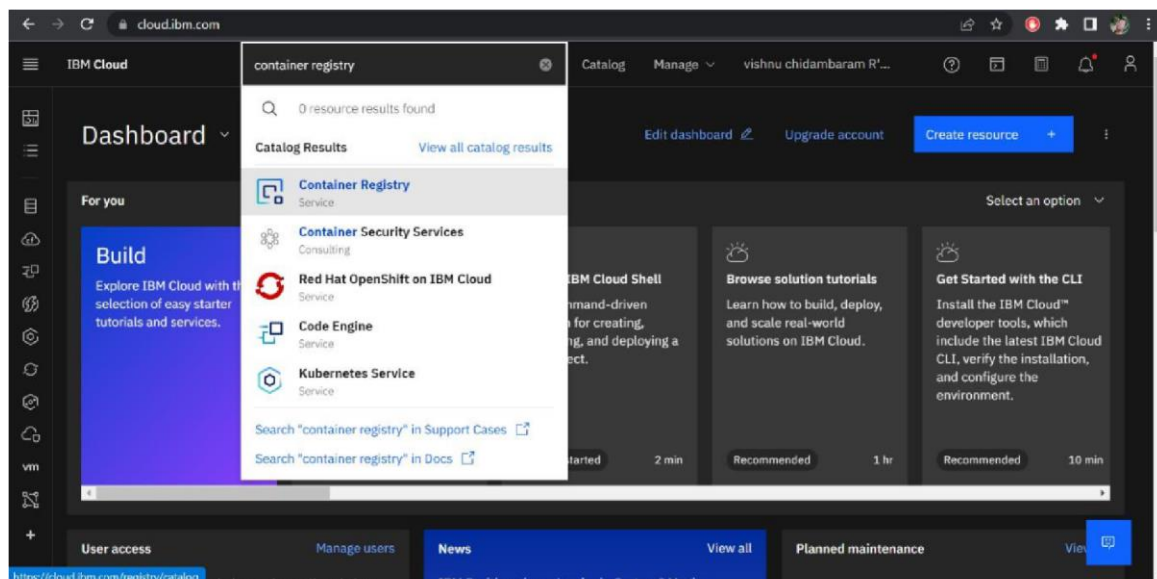 cloud.ibm.com
IBM Cloud
container registry
Catalog
Manage
vishnu chidambaram R'...
0 resource results found
Catalog Results
View all catalog results
Container Registry
Service
Container Security Services
Consulting
Red Hat OpenShift on IBM Cloud
Service
Code Engine
Service
Kubernetes Service
Service
Search "container registry" in Support Cases
Search "container registry" in Docs
Dashboard
Edit dashboard
Upgrade account
Create resource +
For you
Select an option
Build
Explore IBM Cloud with
selection of easy starter
tutorials and services.
IBM Cloud Shell
for creating,
and deploying a
2 min
Browse solution tutorials
Learn how to build, deploy,
and scale real-world
solutions on IBM Cloud.
Recommended
1 hr
Get Started with the CLI
Install the IBM Cloud™
developer tools, which
include the latest IBM Cloud
CLI, verify the installation,
and configure the
environment.
Recommended
10 min
vm
User access
Manage users
News
View all
Planned maintenance
https://cloud.ibm.com/registry/catalog